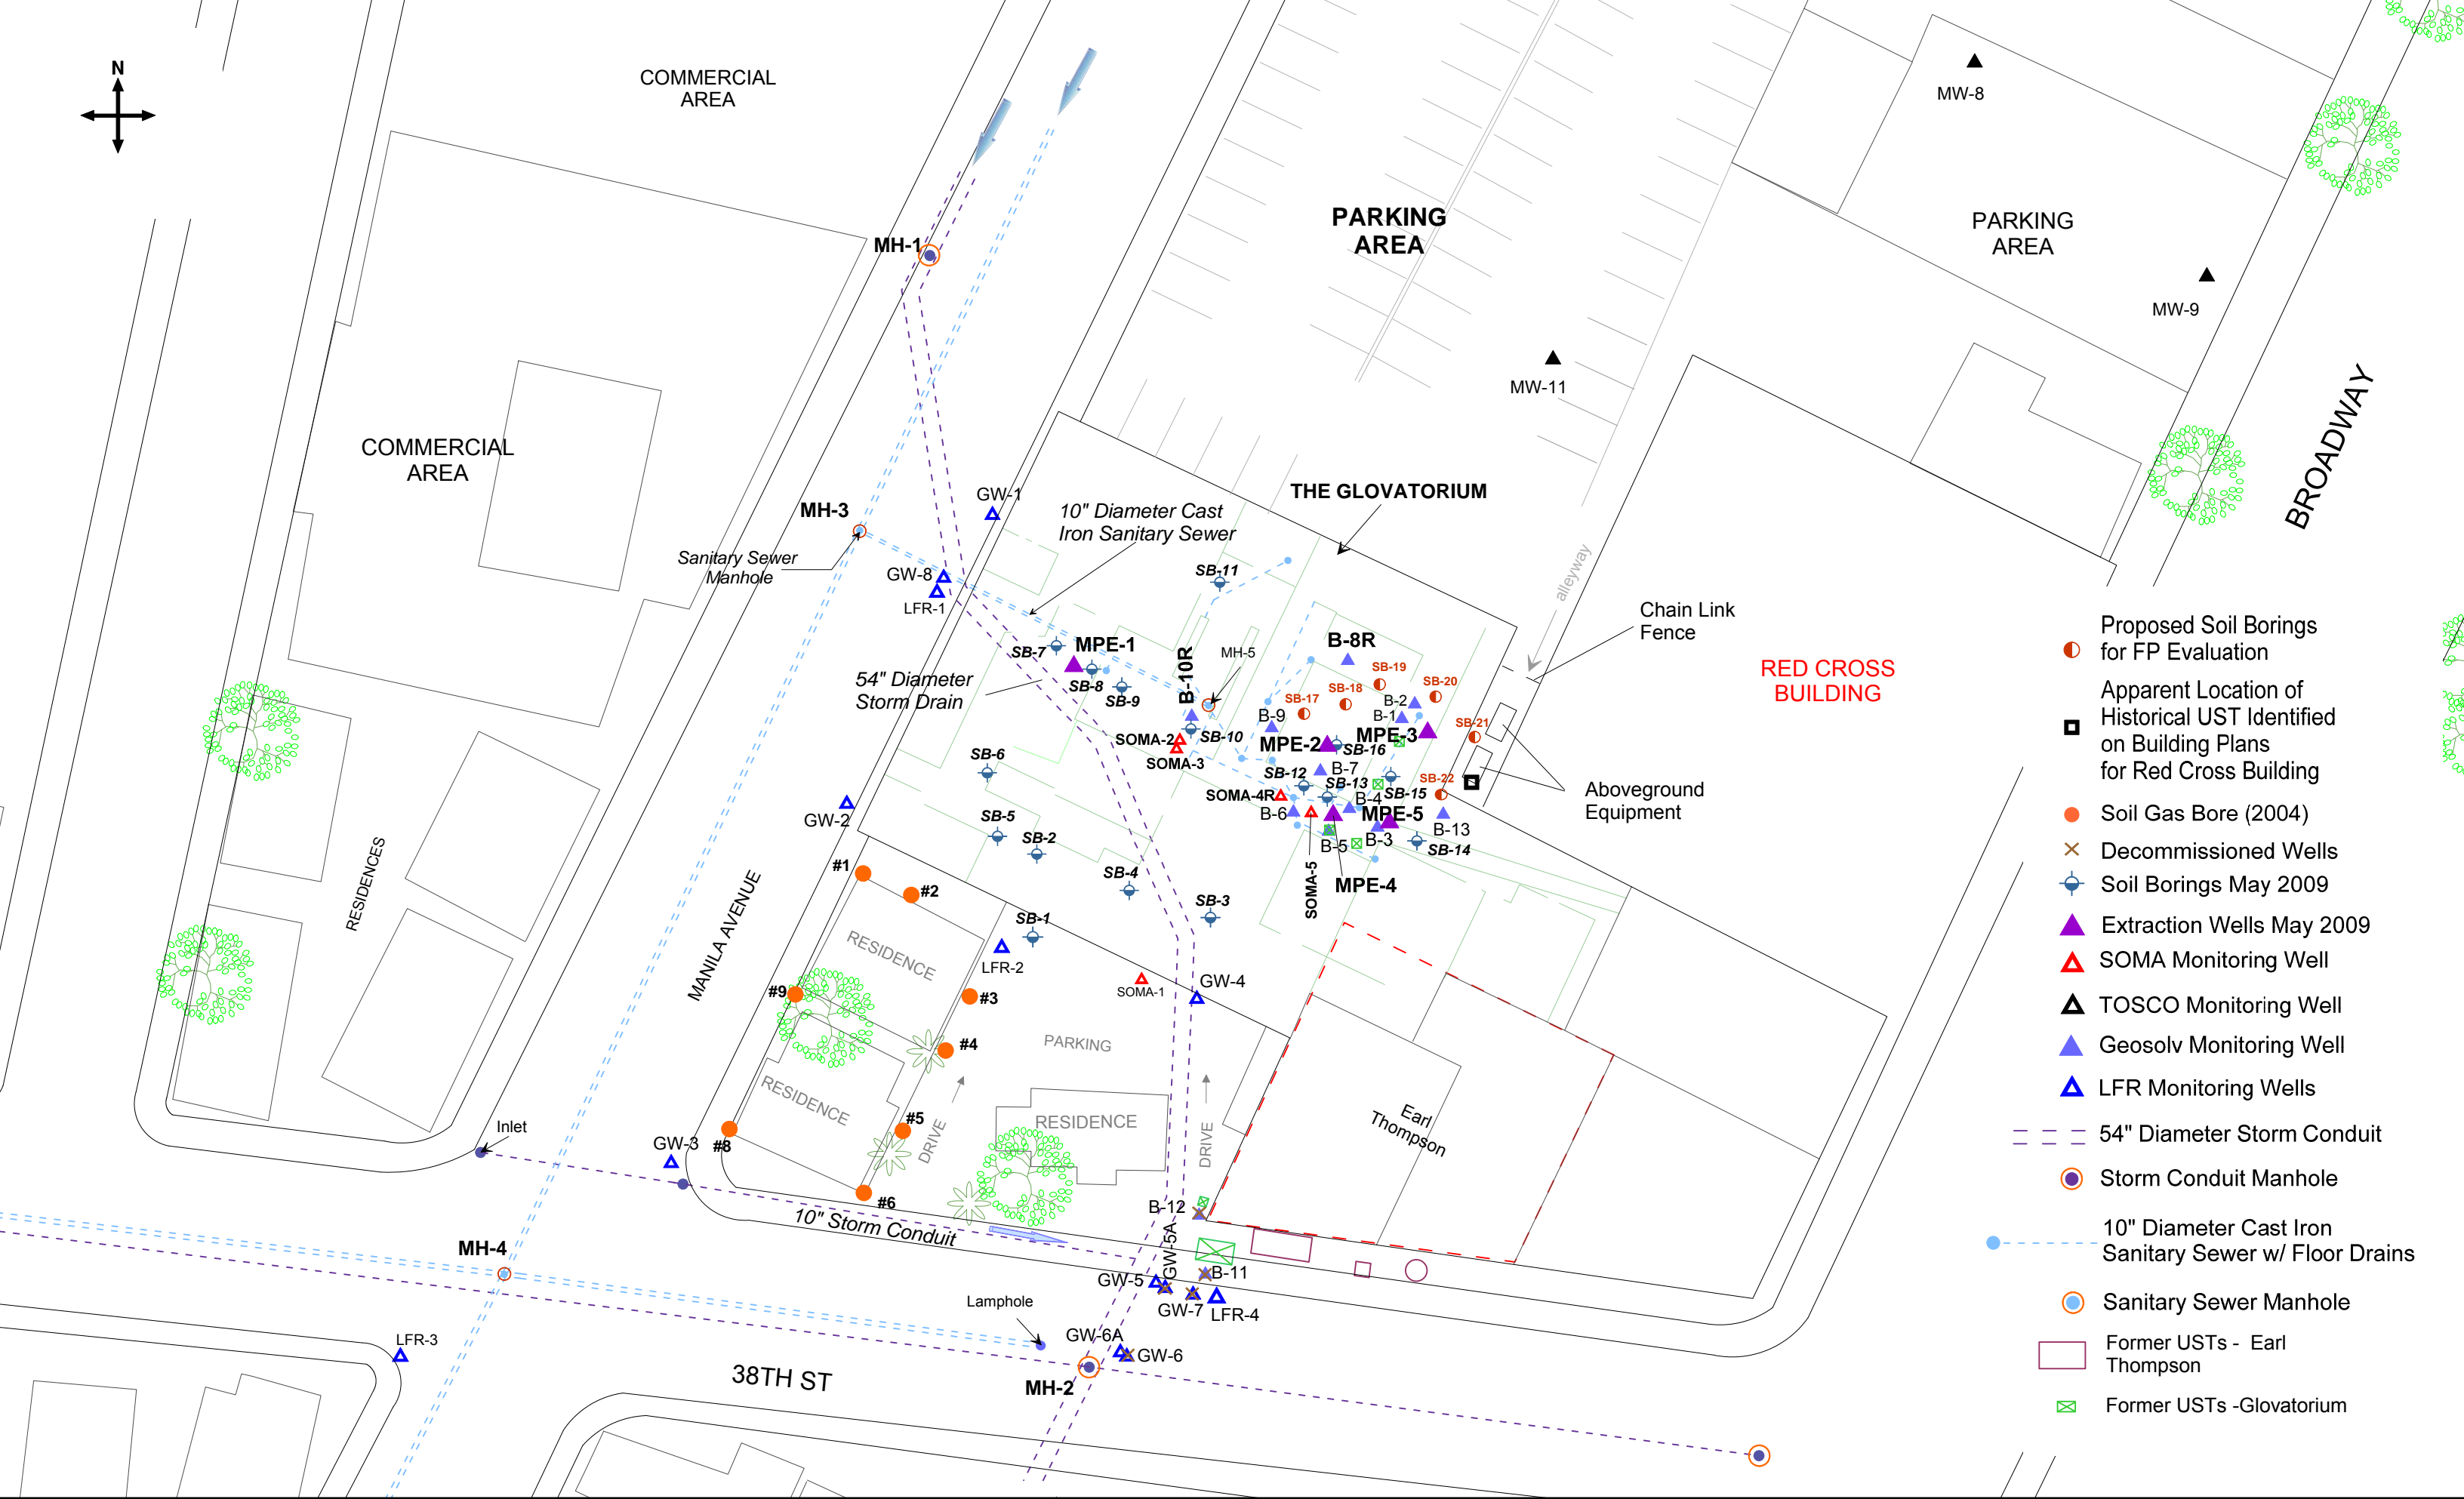 N
COMMERCIAL
AREA
MW-8
PARKING
AREA
PARKING
AREA
MH-1
MW-9
MW-11
BROADWAY
COMMERCIAL
AREA
THE GLOVATORIUM
GW-1
MH-3
10" Diameter Cast
Iron Sanitary Sewer
Sanitary Sewer
Manhole
GW-8
LFR-1
SB-11
alleyway
Chain Link
Fence
RED CROSS
BUILDING
SB-7
MPE-1
SB-8
SB-9
B-10R
MH-5
B-8R
SB-19
SB-18
SB-17
SB-20
B-2
B-1
B-9
SB-21
54" Diameter
Storm Drain
SOMA-2
SB-10
SOMA-3
MPE-2
SB-16
MPE-3
SB-6
SB-12
B-7
SB-13
SB-15
SB-22
SOMA-4R
B-6
B-4
MPE-5
B-13
Aboveground
Equipment
GW-2
SB-5
SB-2
B-5
B-3
SB-14
SB-4
MPE-4
SOMA-5
SB-3
#1
#2
RESIDENCES
MANILA AVENUE
SB-1
RESIDENCE
LFR-2
SOMA-1
GW-4
#9
#3
#4
PARKING
RESIDENCE
#5
DRIVE
RESIDENCE
DRIVE
Earl
Thompson
Inlet
GW-3
#8
#6
10" Storm Conduit
B-12
GW-5A
MH-4
GW-5
B-11
GW-7
LFR-4
Lamphole
LFR-3
GW-6A
GW-6
38TH ST
MH-2
Proposed Soil Borings
for FP Evaluation
Apparent Location of
Historical UST Identified
on Building Plans
for Red Cross Building
Soil Gas Bore (2004)
Decommissioned Wells
Soil Borings May 2009
Extraction Wells May 2009
SOMA Monitoring Well
TOSCO Monitoring Well
Geosolv Monitoring Well
LFR Monitoring Wells
54" Diameter Storm Conduit
Storm Conduit Manhole
10" Diameter Cast Iron
Sanitary Sewer w/ Floor Drains
Sanitary Sewer Manhole
Former USTs - Earl
Thompson
Former USTs -Glovatorium